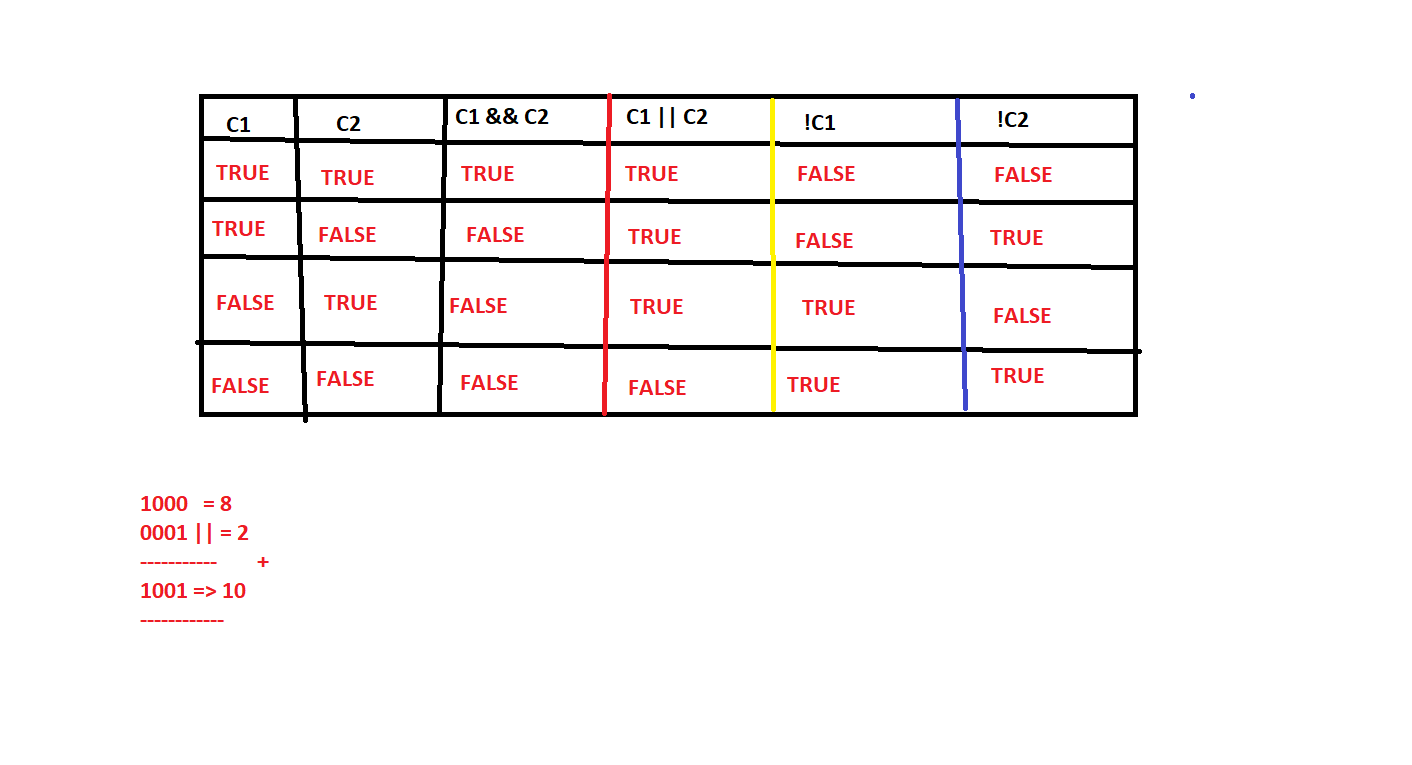 C1 C2 C1 && C2 C1 || C2 !C1 !C2
TRUE TRUE TRUE TRUE FALSE FALSE
TRUE FALSE FALSE TRUE FALSE TRUE
FALSE TRUE FALSE TRUE TRUE FALSE
FALSE FALSE FALSE FALSE TRUE TRUE
1000 = 8
0001 || = 2
----------- +
1001 => 10
------------